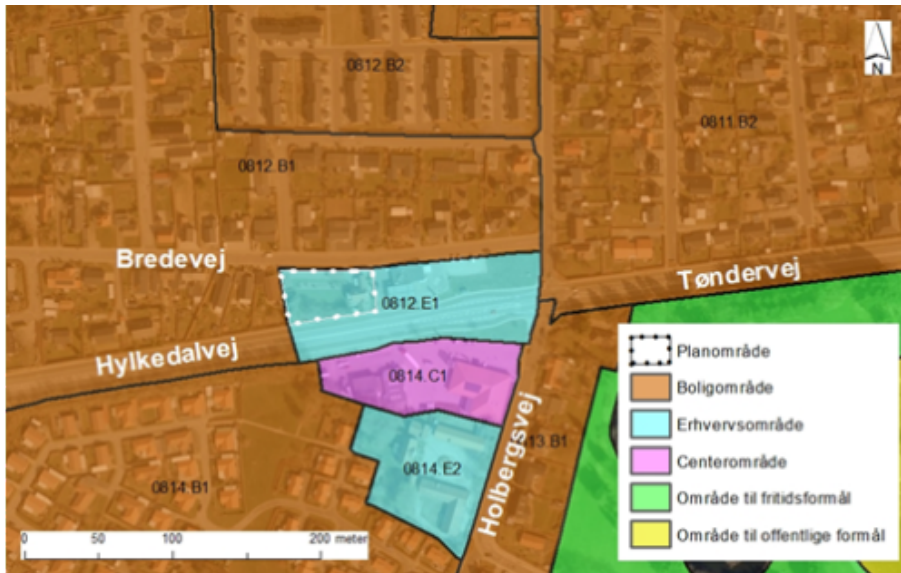 N
0812.B2
0811.B2
0812.B1
Bredevej
Tøndervej
0812.E1
Hylkedalvej
0814.C1
Holbergsvej
13.B1
0814.E2
0814.B1
Planområde
Boligområde
Erhvervsområde
Centerområde
Område til fritidsformål
Område til offentlige formål
0 50 100 200 meter